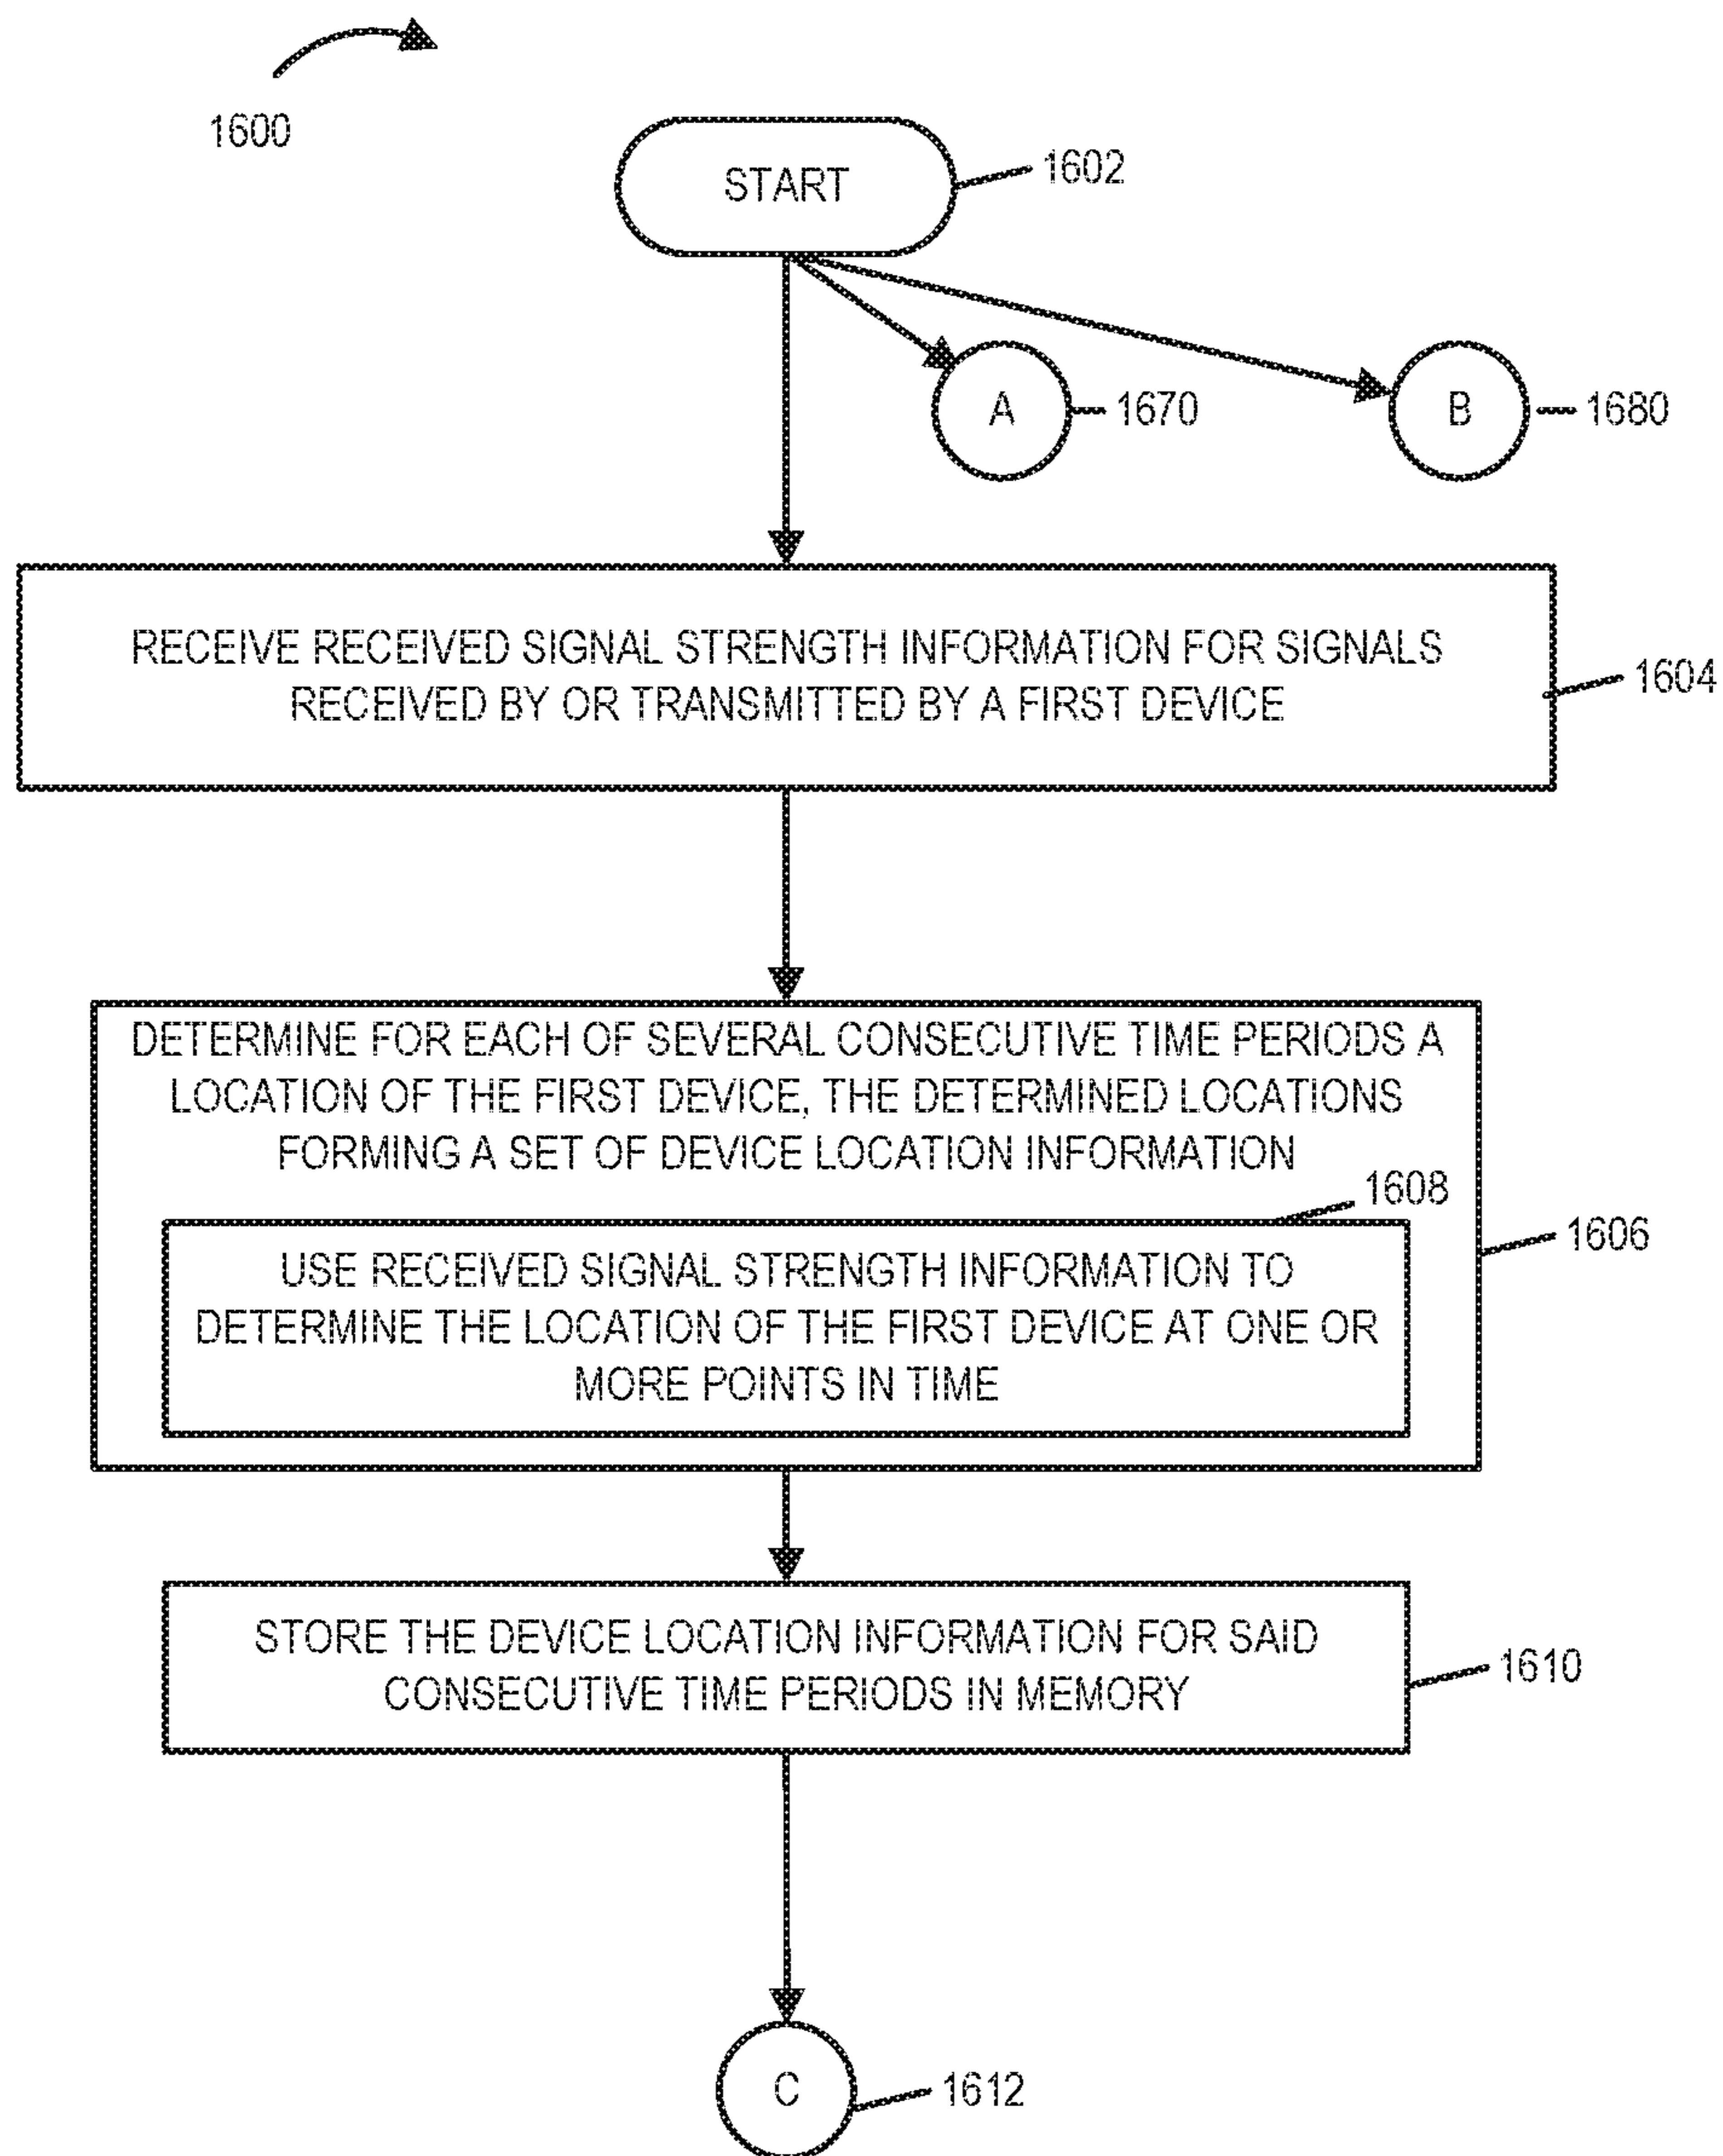 1600
START
1602
A
1670
B
1680
RECEIVE RECEIVED SIGNAL STRENGTH INFORMATION FOR SIGNALS
RECEIVED BY OR TRANSMITTED BY A FIRST DEVICE
1604
DETERMINE FOR EACH OF SEVERAL CONSECUTIVE TIME PERIODS A
LOCATION OF THE FIRST DEVICE, THE DETERMINED LOCATIONS
FORMING A SET OF DEVICE LOCATION INFORMATION
1608
1606
USE RECEIVED SIGNAL STRENGTH INFORMATION TO
DETERMINE THE LOCATION OF THE FIRST DEVICE AT ONE OR
MORE POINTS IN TIME
STORE THE DEVICE LOCATION INFORMATION FOR SAID
CONSECUTIVE TIME PERIODS IN MEMORY
1610
C
1612